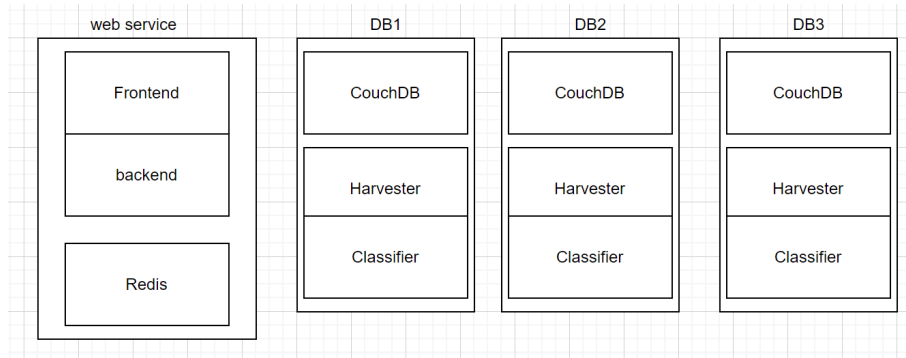 web service
Frontend
backend
Redis
DB1
CouchDB
Harvester
Classifier
DB2
CouchDB
Harvester
Classifier
DB3
CouchDB
Harvester
Classifier